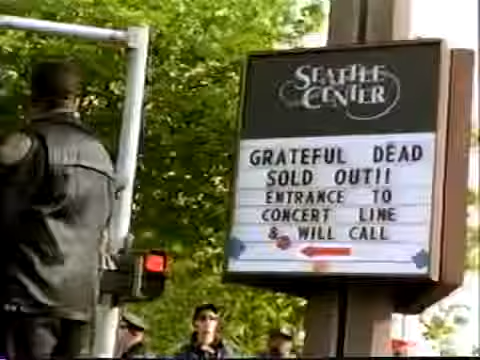 SEATTLE
CENTER
GRATEFUL DEAD
SOLD OUT!!
ENTRANCE TO
CONCERT LINE
& WILL CALL